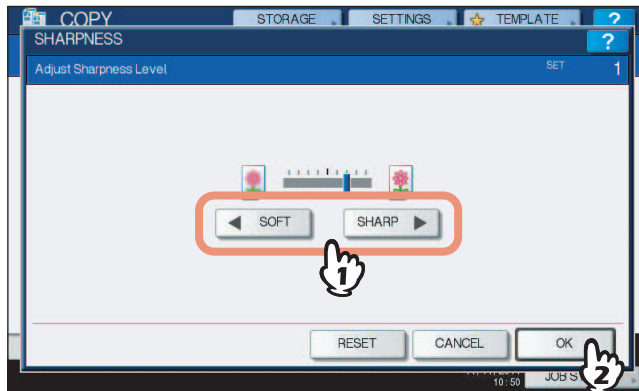 COPY STORAGE SETTINGS TEMPLATE ?
SHARPNESS ?
Adjust Sharpness Level SET 1
SOFT SHARP
1
RESET CANCEL OK
2
10:50 JOB S